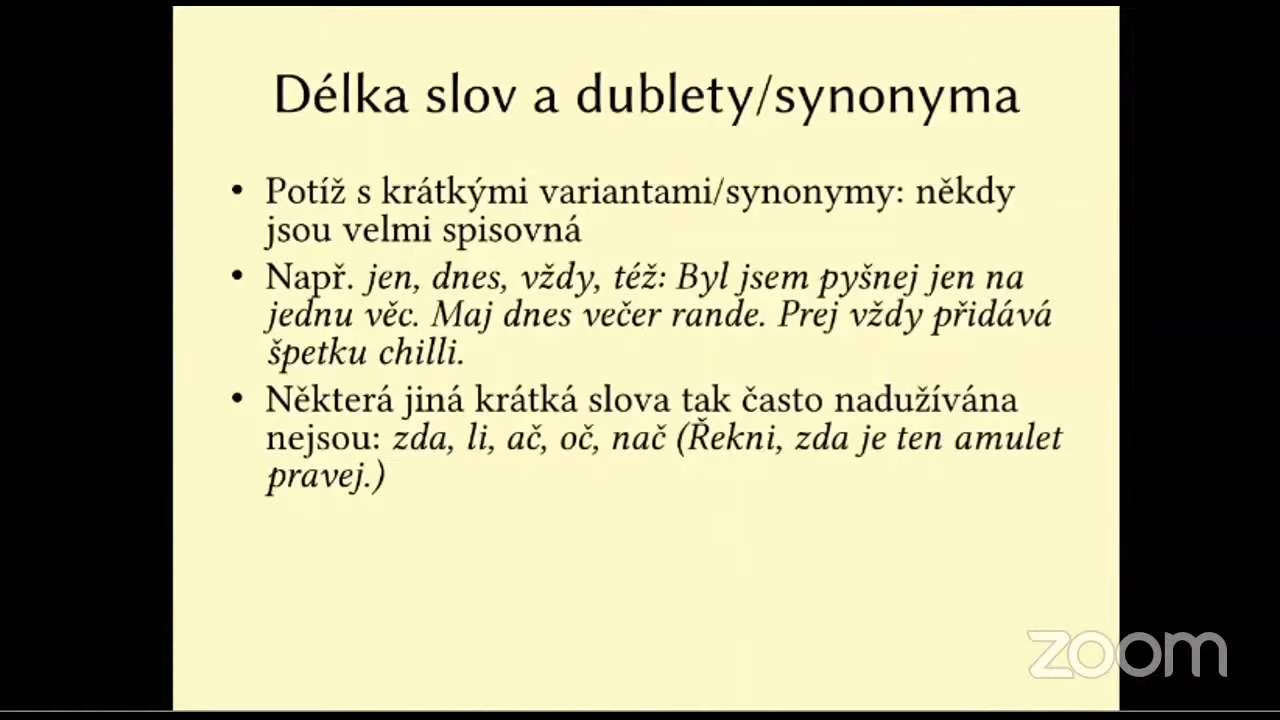 Délka slov a dublety/synonyma
• Potíž s krátkými variantami/synonymy: někdy
jsou velmi spisovná
• Např. jen, dnes, vždy, též: Byl jsem pyšnej jen na
jednu věc. Maj dnes večer rande. Prej vždy přidává
špetku chilli.
• Některá jiná krátká slova tak často nadužívána
nejsou: zda, li, ač, oč, nač (Řekni, zda je ten amulet
pravej.)
zoom